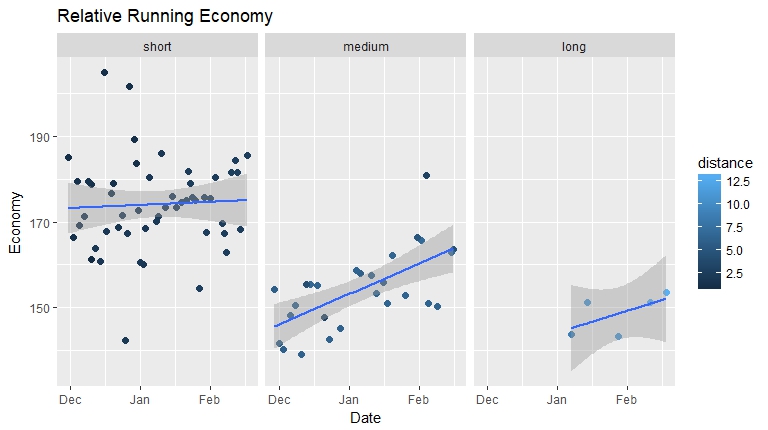 Relative Running Economy
short medium long
Economy
190
170
150
Dec Jan Feb Dec Jan Feb Dec Jan Feb
Date
distance
12.5
10.0
7.5
5.0
2.5